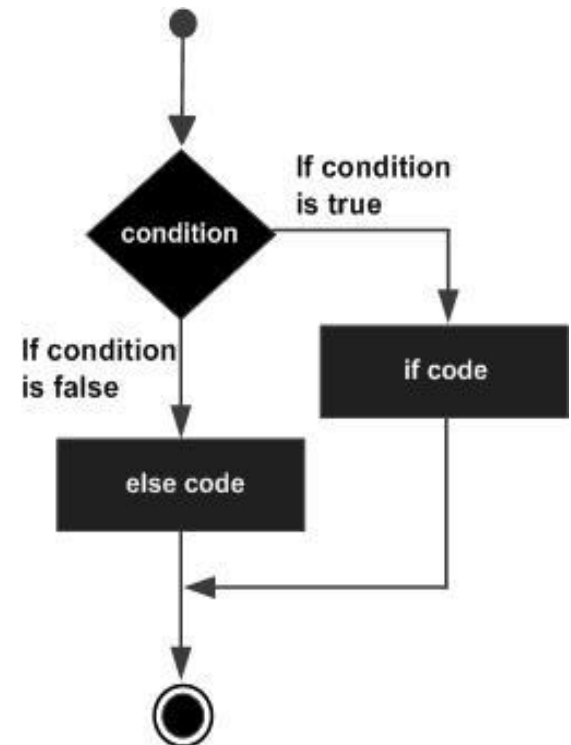 If condition
is true
condition
If condition
is false
if code
else code